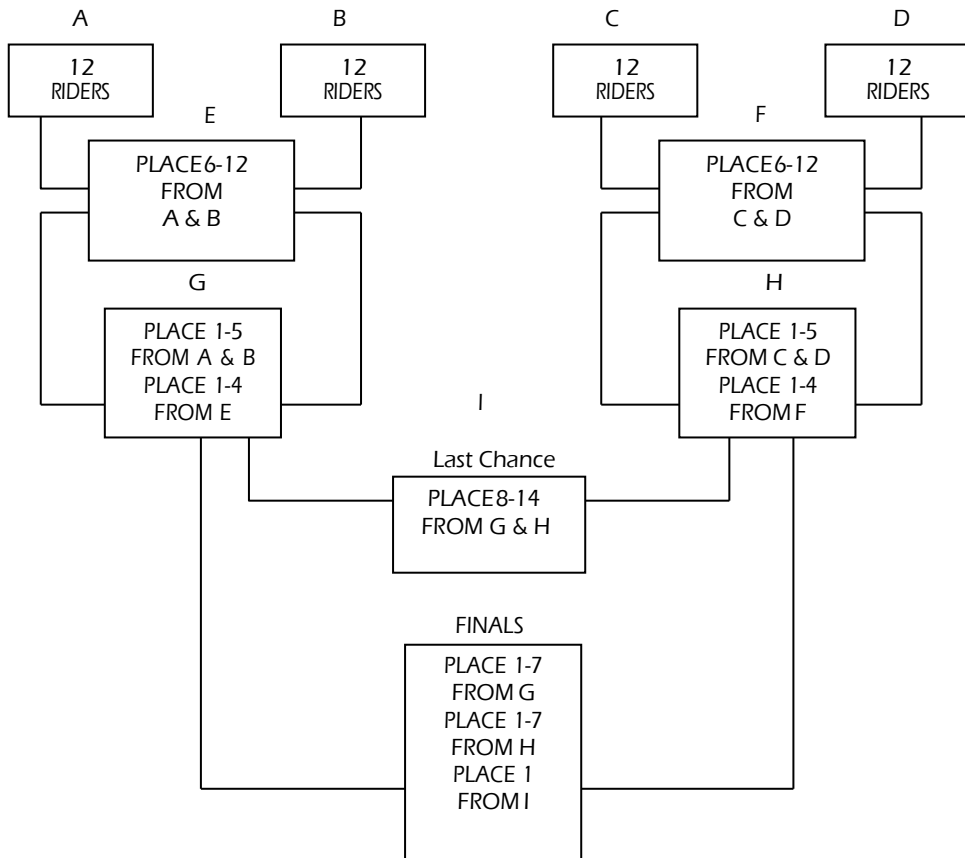 A
B
C
D
12
RIDERS
12
RIDERS
12
RIDERS
12
RIDERS
E
F
PLACE6-12
FROM
A & B
PLACE6-12
FROM
C & D
G
H
PLACE 1-5
FROM A & B
PLACE 1-4
FROM E
PLACE 1-5
FROM C & D
PLACE 1-4
FROM F
I
Last Chance
PLACE8-14
FROM G & H
FINALS
PLACE 1-7
FROM G
PLACE 1-7
FROM H
PLACE 1
FROM I